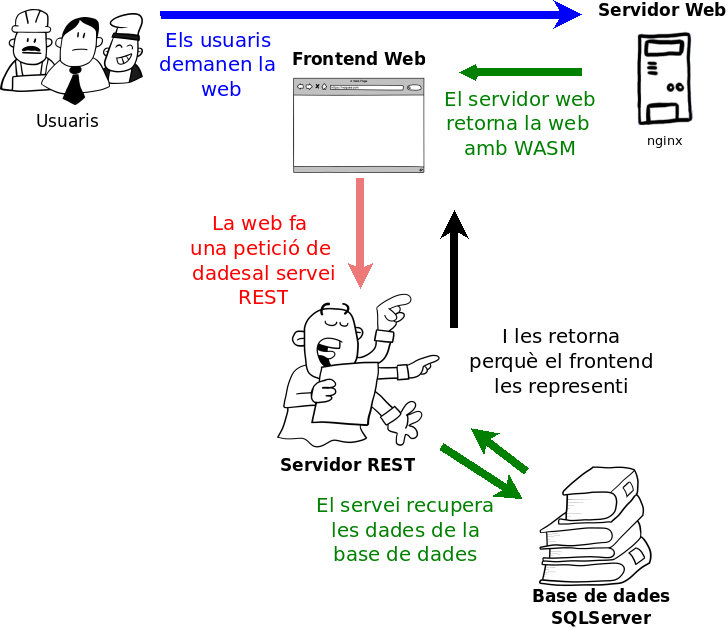 Servidor Web
Els usuaris
demanen la
web
Frontend Web
Usuaris
El servidor web
retorna la web
amb WASM
nginx
La web fa
una petició de
dadesal servei
REST
I les retorna
perquè el frontend
les representi
Servidor REST
El servei recupera
les dades de la
base de dades
Base de dades
SQLServer